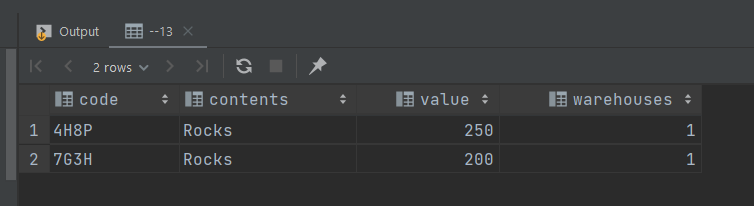 Output --13
2 rows
code contents value warehouses
1 4H8P Rocks 250 1
2 7G3H Rocks 200 1